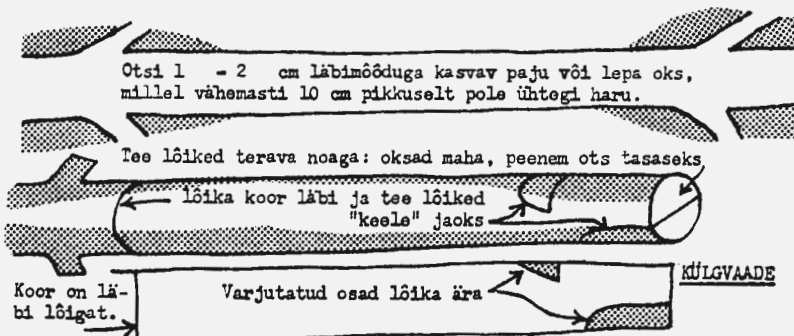 Otsi 1 - 2 cm läbimõõduga kasvav paju või lepa oks,
millel vähemasti 10 cm pikkuselt pole ühtegi haru.
Tee lõiked terava noaga: oksad maha, peenem ots tasaseks
lõika koor läbi ja tee lõiked
"keele" jaoks
KÜLGVAADE
Koor on lä-
bi lõigat.
Varjutatud osad lõika ära